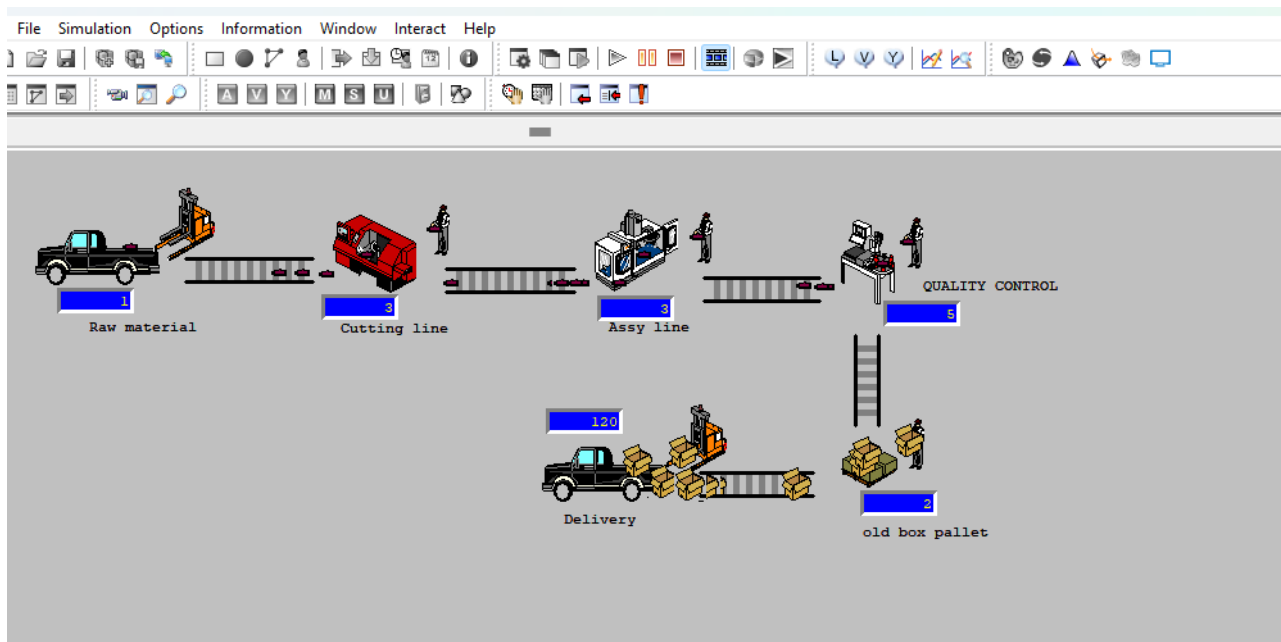 File Simulation Options Information Window Interact Help
L V Y
A V Y M S U
1
Raw material
3
Cutting line
3
Assy line
QUALITY CONTROL
5
120
Delivery
2
old box pallet